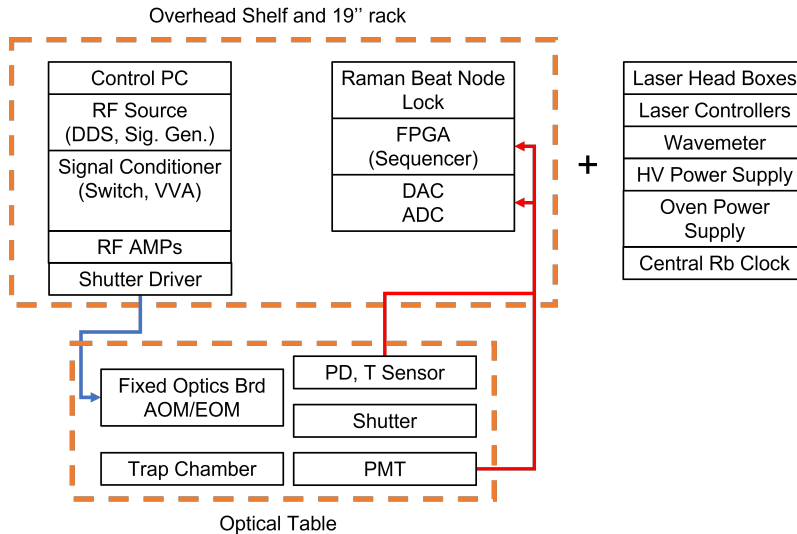 Overhead Shelf and 19’’ rack
Control PC
RF Source
(DDS, Sig. Gen.)
Signal Conditioner
(Switch, VVA)
RF AMPs
Shutter Driver
Raman Beat Node
Lock
FPGA
(Sequencer)
DAC
ADC
+
Laser Head Boxes
Laser Controllers
Wavemeter
HV Power Supply
Oven Power
Supply
Central Rb Clock
Fixed Optics Brd
AOM/EOM
PD, T Sensor
Shutter
Trap Chamber
PMT
Optical Table